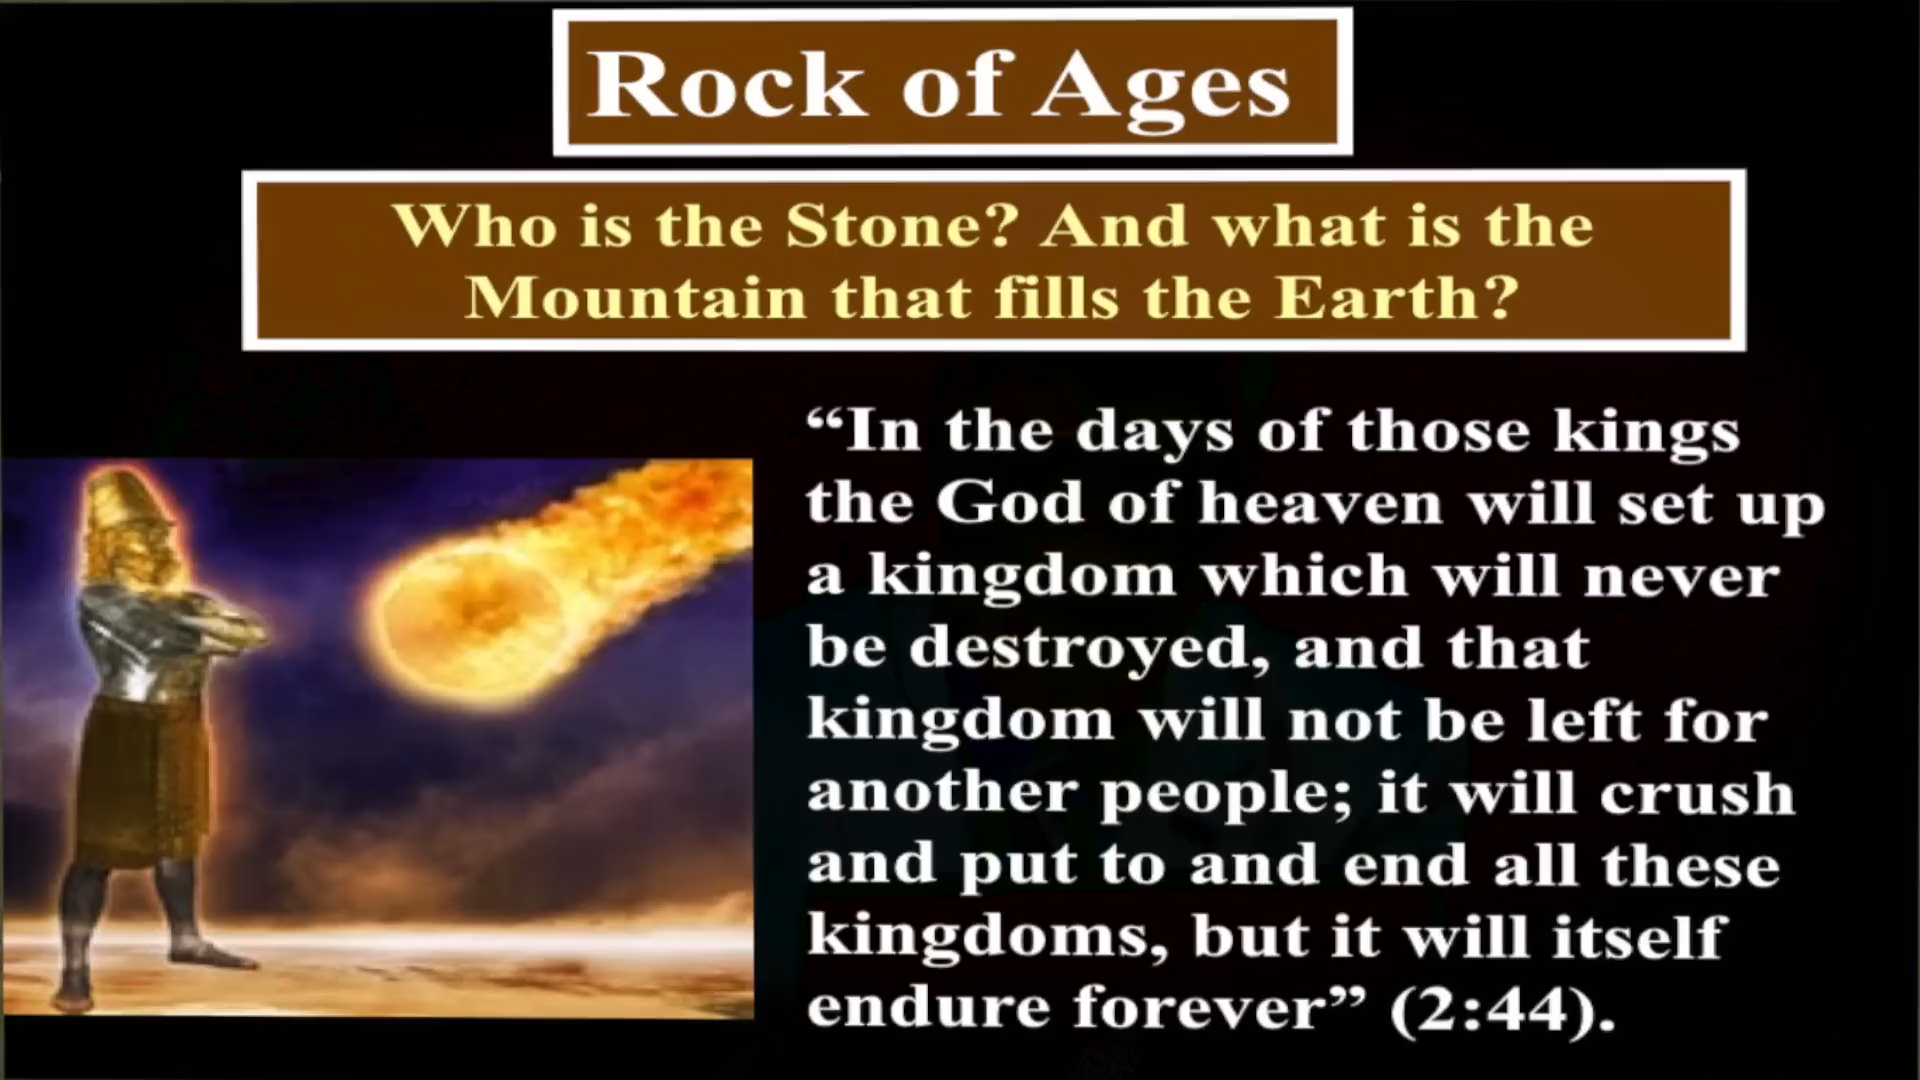 Rock of Ages
Who is the Stone? And what is the
Mountain that fills the Earth?
“In the days of those kings
the God of heaven will set up
a kingdom which will never
be destroyed, and that
kingdom will not be left for
another people; it will crush
and put to and end all these
kingdoms, but it will itself
endure forever” (2:44).